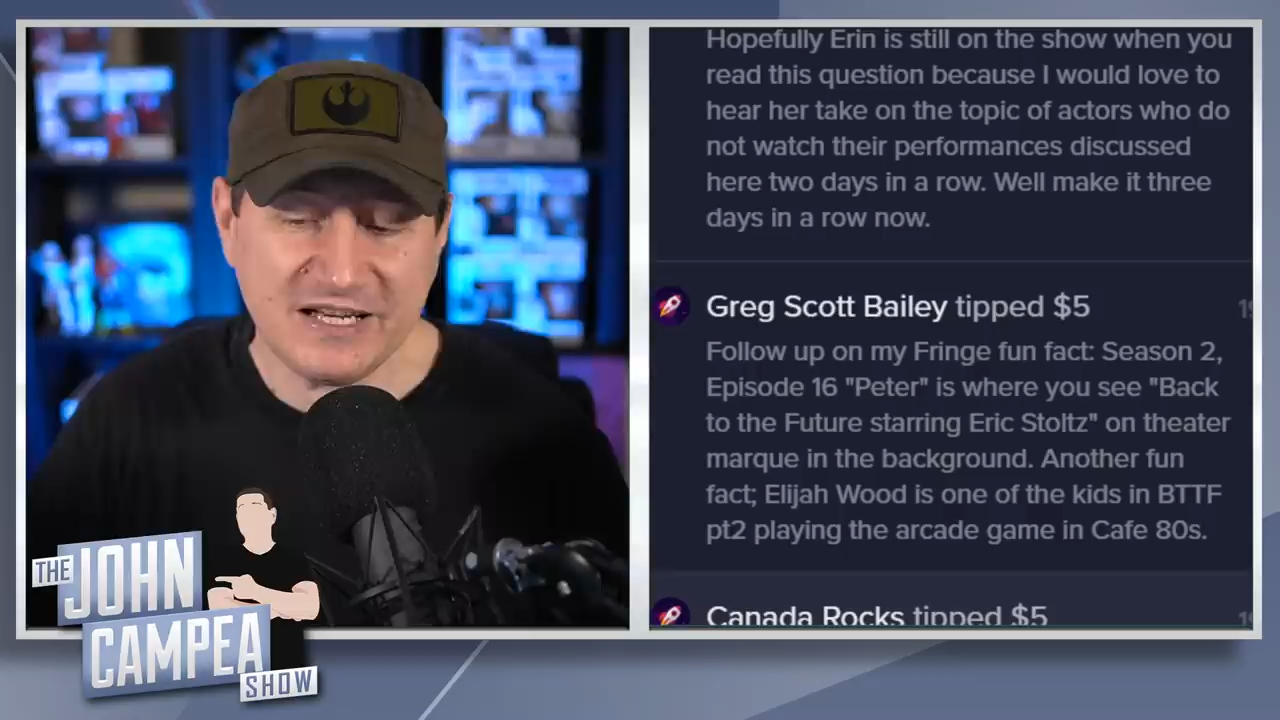 Hopefully Erin is still on the show when you
read this question because I would love to
hear her take on the topic of actors who do
not watch their performances discussed
here two days in a row. Well make it three
days in a row now.
Greg Scott Bailey tipped $5
Follow up on my Fringe fun fact: Season 2,
Episode 16 "Peter" is where you see "Back
to the Future starring Eric Stoltz" on theater
marque in the background. Another fun
fact; Elijah Wood is one of the kids in BTTF
pt2 playing the arcade game in Cafe 80s.
Canada Rocks tipped $5
THE
JOHN
CAMPEA
SHOW